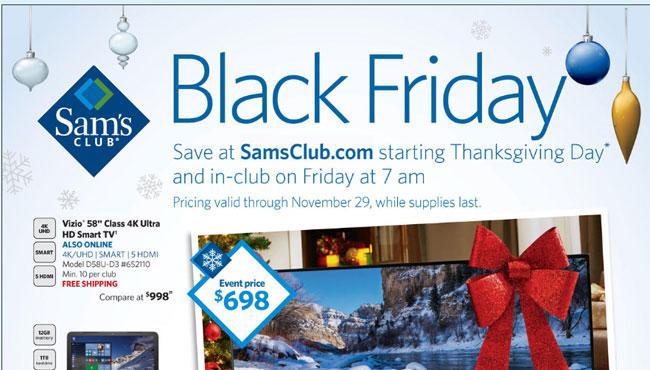 Black Friday
Sam's
CLUB®
Save at SamsClub.com starting Thanksgiving Day*
and in-club on Friday at 7 am
Pricing valid through November 29, while supplies last.
4K
UHD
SMART
5 HDMI
Vizio® 58" Class 4K Ultra
HD Smart TV¹
ALSO ONLINE
4K/UHD | SMART | 5 HDMI
Model D58U-D3 #652110
Min. 10 per club
FREE SHIPPING
Compare at $998
Event price
$698
12GB
memory
1TB